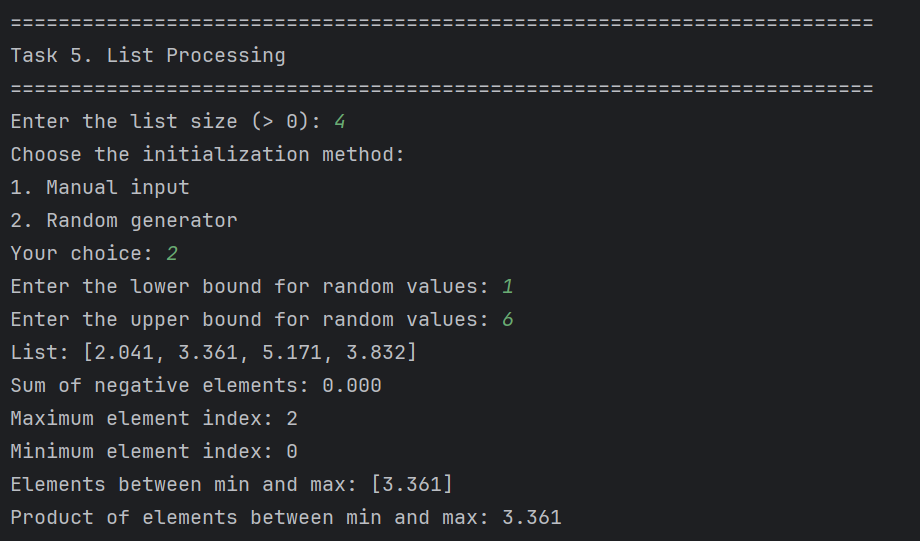 ========================================================================
Task 5. List Processing
========================================================================
Enter the list size (> 0): 4
Choose the initialization method:
1. Manual input
2. Random generator
Your choice: 2
Enter the lower bound for random values: 1
Enter the upper bound for random values: 6
List: [2.041, 3.361, 5.171, 3.832]
Sum of negative elements: 0.000
Maximum element index: 2
Minimum element index: 0
Elements between min and max: [3.361]
Product of elements between min and max: 3.361